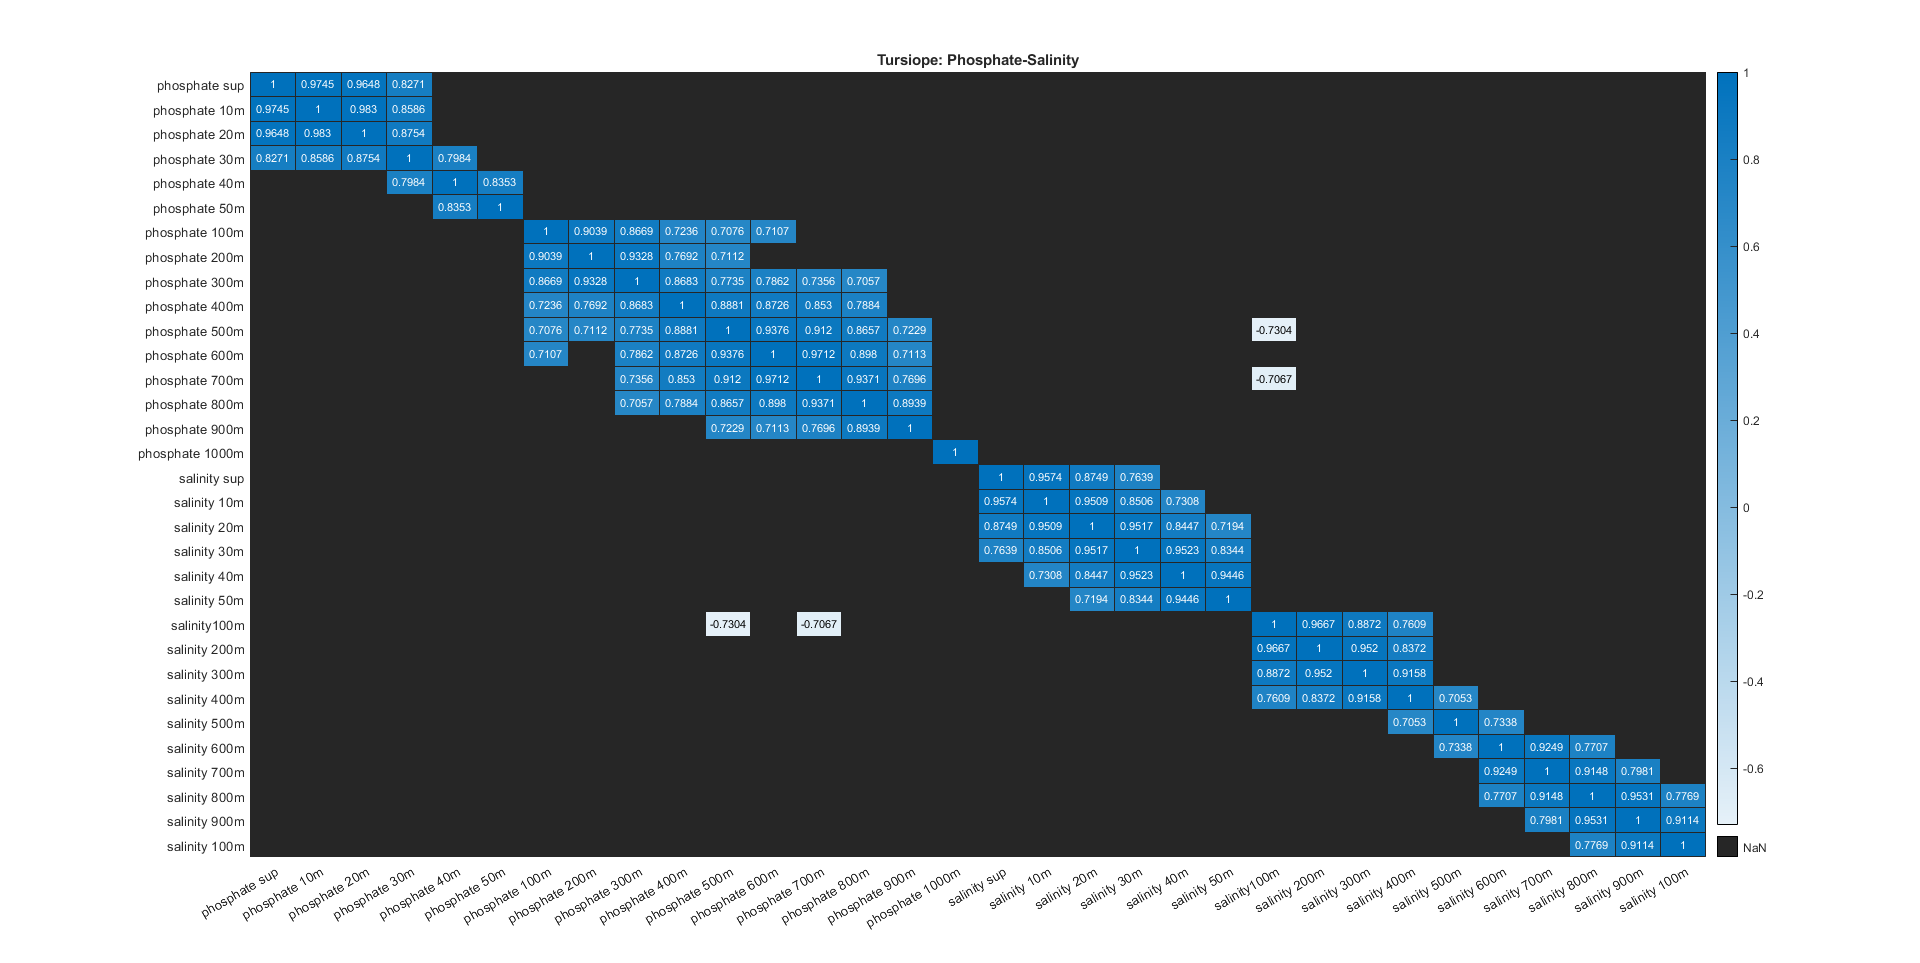 Tursiope: Phosphate-Salinity
phosphate sup 1 0.9745 0.9648 0.8271
phosphate 10m 0.9745 1 0.983 0.8586
phosphate 20m 0.9648 0.983 1 0.8754
phosphate 30m 0.8271 0.8586 0.8754 1 0.7984
phosphate 40m 0.7984 1 0.8353
phosphate 50m 0.8353 1
phosphate 100m 1 0.9039 0.8669 0.7236 0.7076 0.7107
phosphate 200m 0.9039 1 0.9328 0.7692 0.7112
phosphate 300m 0.8669 0.9328 1 0.8683 0.7735 0.7862 0.7356 0.7057
phosphate 400m 0.7236 0.7692 0.8683 1 0.8881 0.8726 0.853 0.7884
phosphate 500m 0.7076 0.7112 0.7735 0.8881 1 0.9376 0.912 0.8657 0.7229 -0.7304
phosphate 600m 0.7107 0.7862 0.8726 0.9376 1 0.9712 0.898 0.7113
phosphate 700m 0.7356 0.853 0.912 0.9712 1 0.9371 0.7696 -0.7067
phosphate 800m 0.7057 0.7884 0.8657 0.898 0.9371 1 0.8939
phosphate 900m 0.7229 0.7113 0.7696 0.8939 1
phosphate 1000m 1
salinity sup 1 0.9574 0.8749 0.7639
salinity 10m 0.9574 1 0.9509 0.8506 0.7308
salinity 20m 0.8749 0.9509 1 0.9517 0.8447 0.7194
salinity 30m 0.7639 0.8506 0.9517 1 0.9523 0.8344
salinity 40m 0.7308 0.8447 0.9523 1 0.9446
salinity 50m 0.7194 0.8344 0.9446 1
salinity100m -0.7304 -0.7067 1 0.9667 0.8872 0.7609
salinity 200m 0.9667 1 0.952 0.8372
salinity 300m 0.8872 0.952 1 0.9158
salinity 400m 0.7609 0.8372 0.9158 1 0.7053
salinity 500m 0.7053 1 0.7338
salinity 600m 0.7338 1 0.9249 0.7707
salinity 700m 0.9249 1 0.9148 0.7981
salinity 800m 0.7707 0.9148 1 0.9531 0.7769
salinity 900m 0.7981 0.9531 1 0.9114
salinity 100m 0.7769 0.9114 1
phosphate sup
phosphate 10m
phosphate 20m
phosphate 30m
phosphate 40m
phosphate 50m
phosphate 100m
phosphate 200m
phosphate 300m
phosphate 400m
phosphate 500m
phosphate 600m
phosphate 700m
phosphate 800m
phosphate 900m
phosphate 1000m
salinity sup
salinity 10m
salinity 20m
salinity 30m
salinity 40m
salinity 50m
salinity100m
salinity 200m
salinity 300m
salinity 400m
salinity 500m
salinity 600m
salinity 700m
salinity 800m
salinity 900m
salinity 100m
1
0.8
0.6
0.4
0.2
0
-0.2
-0.4
-0.6
NaN